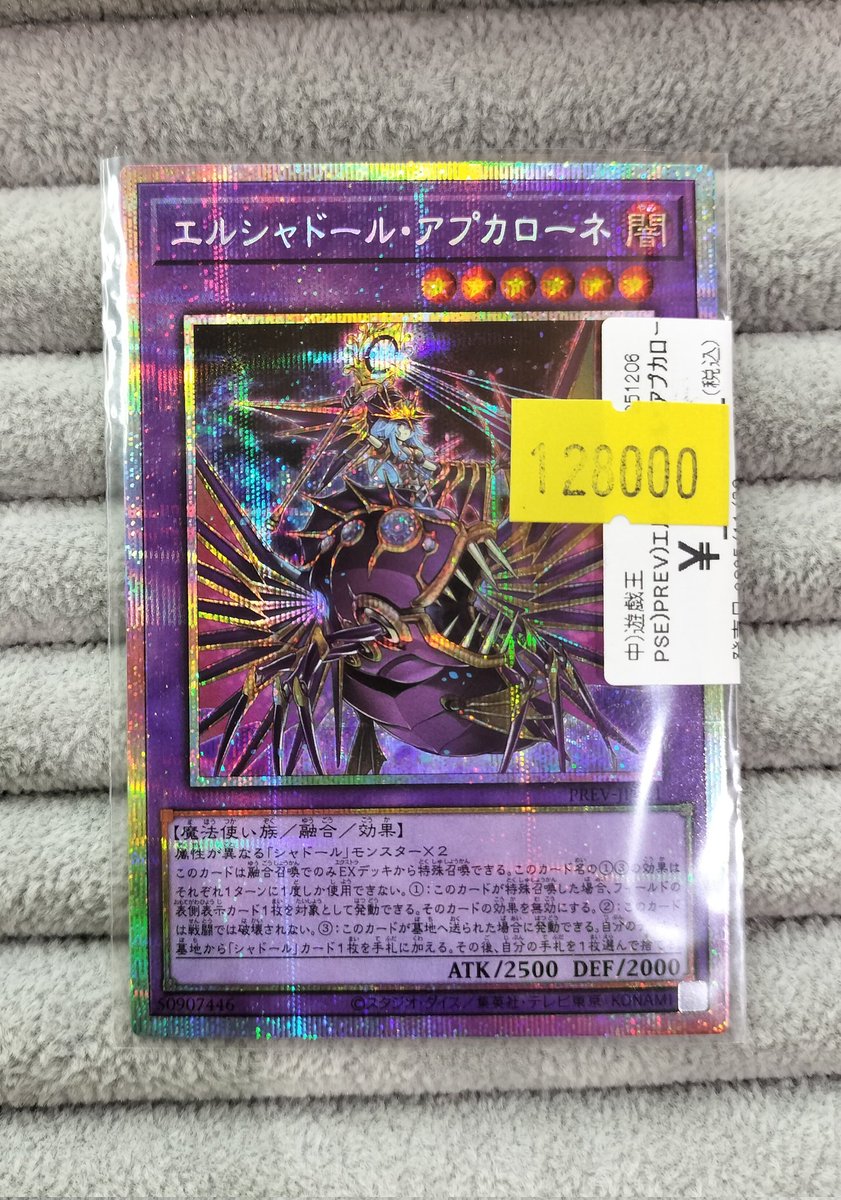 エルシャドール・アプカローネ
闇
51206
アプカロー
(税込)
128000
¥
中)遊戯王
PSE)PREV)エル
【魔法使い族／融合／効果】
属性が異なる「シャドール」モンスター×2
このカードは融合召喚でのみEXデッキから特殊召喚できる。このカード名の①③の効果は
それぞれ1ターンに1度しか使用できない。①：このカードが特殊召喚した場合、フィールドの
表側表示カード1枚を対象として発動できる。そのカードの効果を無効にする。②：このカード
は戦闘では破壊されない。③：このカードが墓地へ送られた場合に発動できる。自分の
墓地から「シャドール」カード1枚を手札に加える。その後、自分の手札を1枚選んで捨て
ATK/2500 DEF/2000
50907446
©スタジオ・ダイス／集英社・テレビ東京・KONAMI